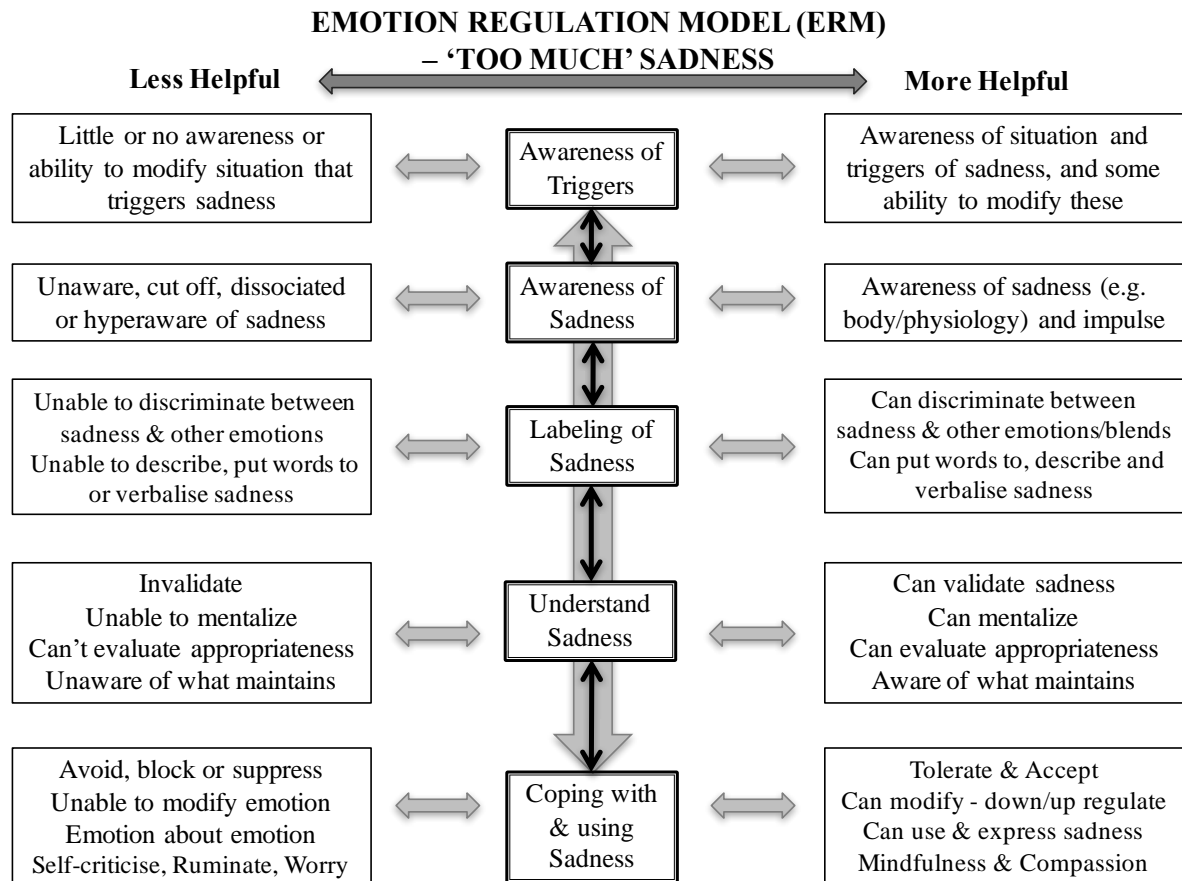 EMOTION REGULATION MODEL (ERM)
– ‘TOO MUCH’ SADNESS
Less Helpful
More Helpful
Little or no awareness or
ability to modify situation that
triggers sadness
Awareness of
Triggers
Awareness of situation and
triggers of sadness, and some
ability to modify these
Unaware, cut off, dissociated
or hyperaware of sadness
Awareness of
Sadness
Awareness of sadness (e.g.
body/physiology) and impulse
Unable to discriminate between
sadness & other emotions
Unable to describe, put words to
or verbalise sadness
Labeling of
Sadness
Can discriminate between
sadness & other emotions/blends
Can put words to, describe and
verbalise sadness
Invalidate
Unable to mentalize
Can’t evaluate appropriateness
Unaware of what maintains
Understand
Sadness
Can validate sadness
Can mentalize
Can evaluate appropriateness
Aware of what maintains
Avoid, block or suppress
Unable to modify emotion
Emotion about emotion
Self-criticise, Ruminate, Worry
Coping with
& using
Sadness
Tolerate & Accept
Can modify - down/up regulate
Can use & express sadness
Mindfulness & Compassion